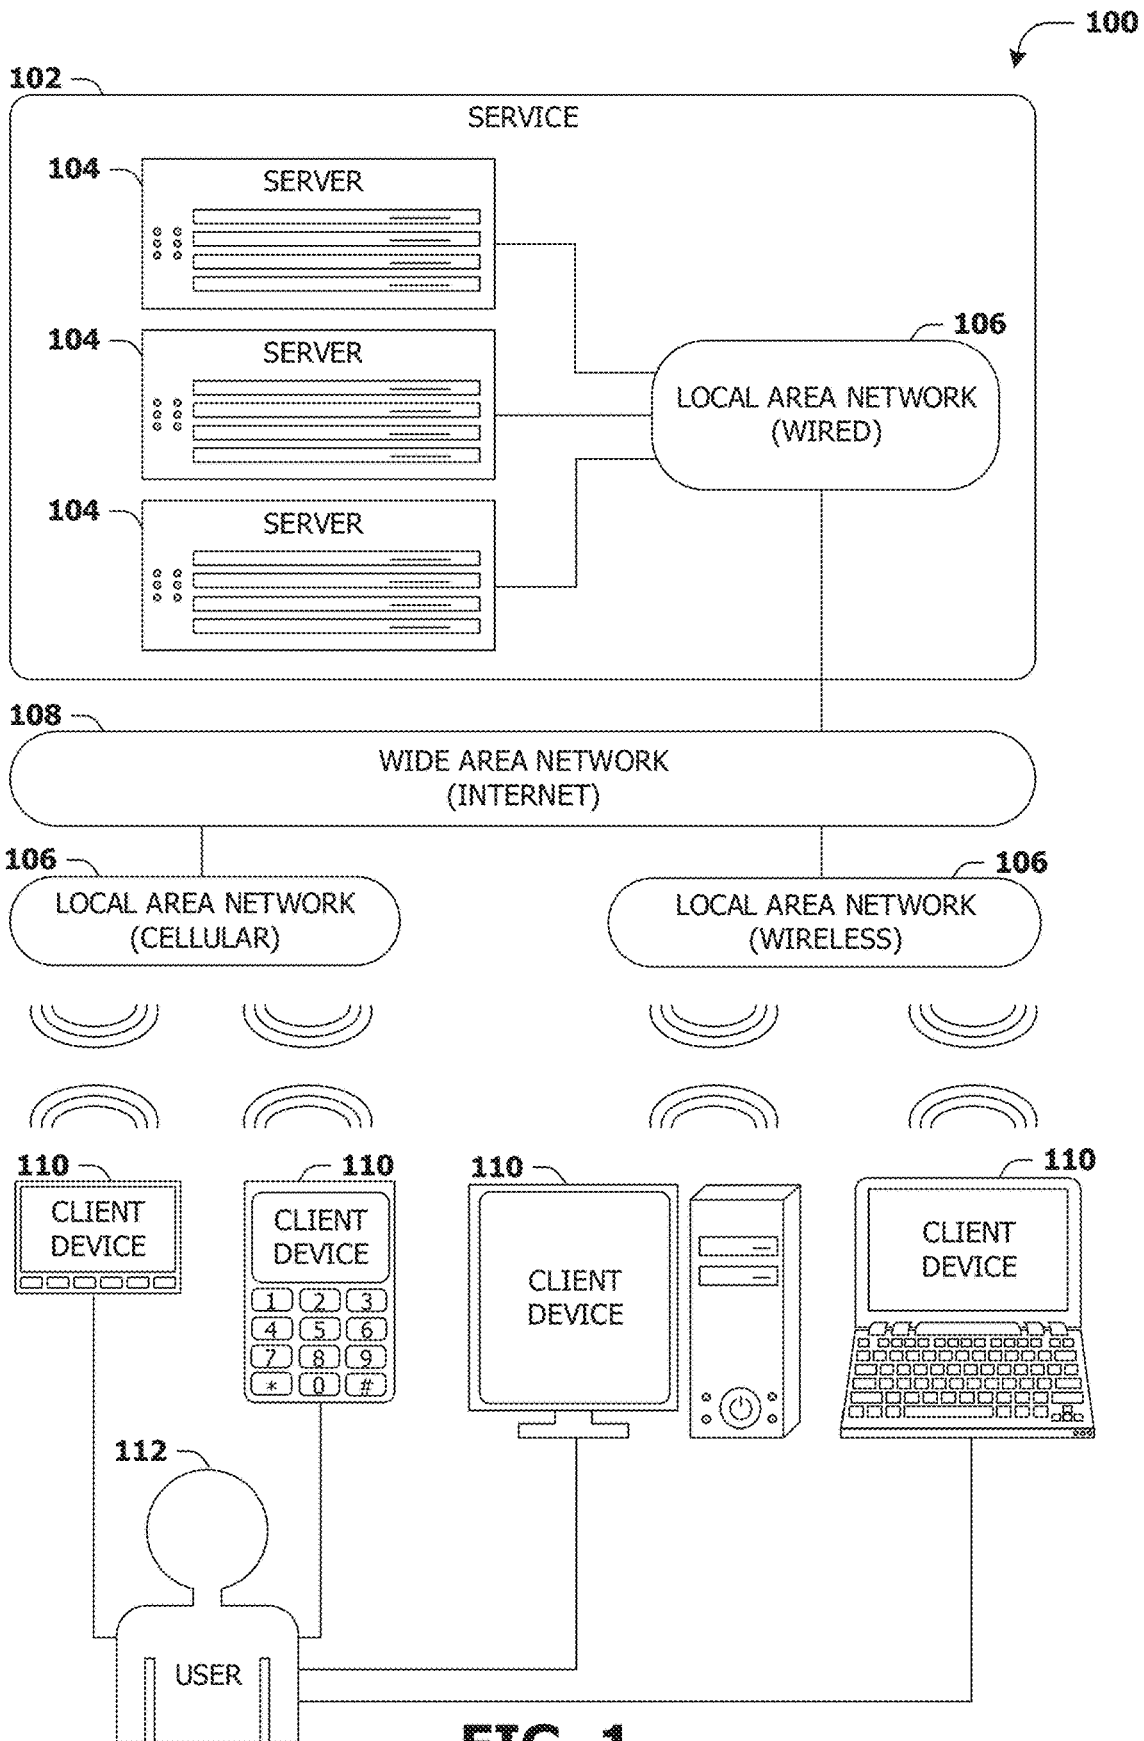 100
102
SERVICE
104
SERVER
104
SERVER
106
LOCAL AREA NETWORK
(WIRED)
104
SERVER
108
WIDE AREA NETWORK
(INTERNET)
106
LOCAL AREA NETWORK
(CELLULAR)
106
LOCAL AREA NETWORK
(WIRELESS)
110
CLIENT
DEVICE
110
CLIENT
DEVICE
1 2 3
4 5 6
7 8 9
* 0 #
110
CLIENT
DEVICE
110
CLIENT
DEVICE
112
USER
FIG. 1